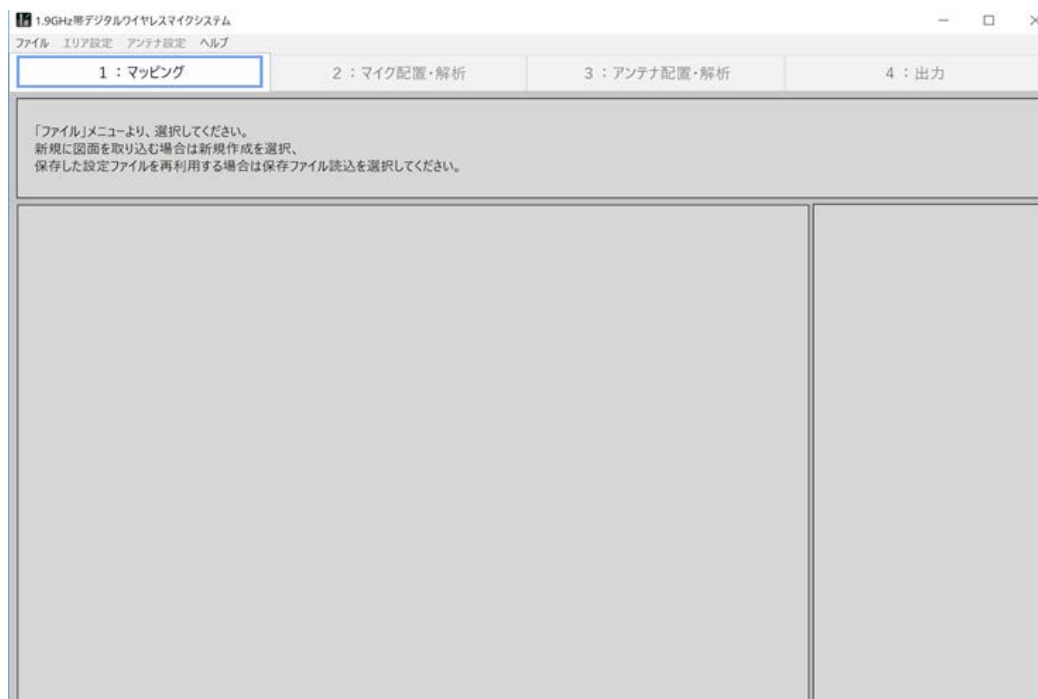 1.9GHz帯デジタルワイヤレスマイクシステム
ファイル エリア設定 アンテナ設定 ヘルプ
1：マッピング 2：マイク配置・解析 3：アンテナ配置・解析 4：出力
「ファイル」メニューより、選択してください。
新規に図面を取り込む場合は新規作成を選択、
保存した設定ファイルを再利用する場合は保存ファイル読込を選択してください。